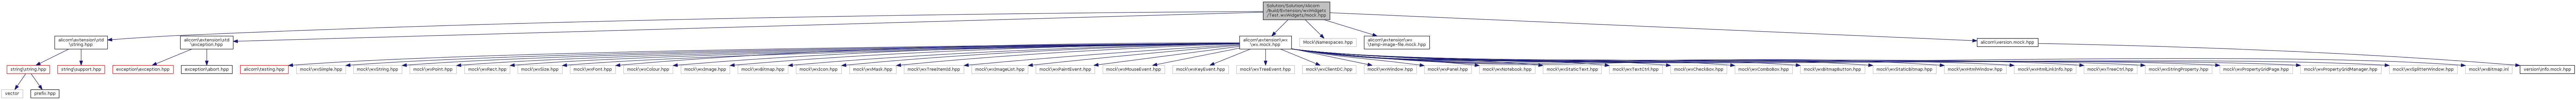 Solution/Solution/Alicorn
/Build/Extension/wxWidgets
/Test.wxWidgets/mock.hpp
alicorn\extension\std
\string.hpp
alicorn\extension\std
\exception.hpp
alicorn\extension\wx
\wx.mock.hpp
Mock\Namespaces.hpp
alicorn\extension\wx
\temp-image-file.mock.hpp
alicorn\version.mock.hpp
string\string.hpp
string\support.hpp
exception\exception.hpp
exception\abort.hpp
alicorn\testing.hpp
mock\wxSimple.hpp
mock\wxString.hpp
mock\wxPoint.hpp
mock\wxRect.hpp
mock\wxSize.hpp
mock\wxFont.hpp
mock\wxColour.hpp
mock\wxImage.hpp
mock\wxBitmap.hpp
mock\wxIcon.hpp
mock\wxMask.hpp
mock\wxTreeItemId.hpp
mock\wxImageList.hpp
mock\wxPaintEvent.hpp
mock\wxMouseEvent.hpp
mock\wxKeyEvent.hpp
mock\wxTreeEvent.hpp
mock\wxClientDC.hpp
mock\wxWindow.hpp
mock\wxPanel.hpp
mock\wxNotebook.hpp
mock\wxStaticText.hpp
mock\wxTextCtrl.hpp
mock\wxCheckBox.hpp
mock\wxComboBox.hpp
mock\wxBitmapButton.hpp
mock\wxStaticBitmap.hpp
mock\wxHtmlWindow.hpp
mock\wxHtmlLinkInfo.hpp
mock\wxTreeCtrl.hpp
mock\wxStringProperty.hpp
mock\wxPropertyGridPage.hpp
mock\wxPropertyGridManager.hpp
mock\wxSplitterWindow.hpp
mock\wxBitmap.inl
version\info.mock.hpp
vector
prefix.hpp